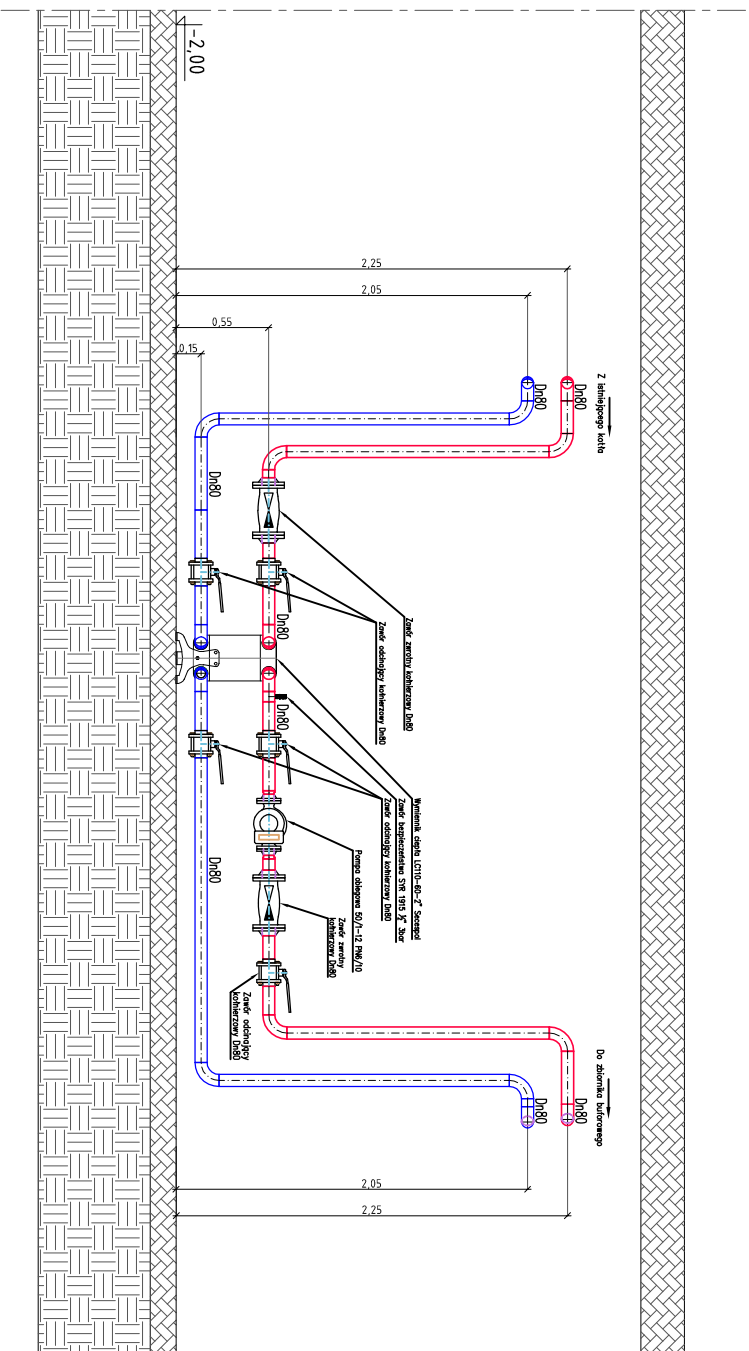 -2,00
2,25
2,05
0,55
0,15
Z istniejącego kotła
Dn80
Dn80
Dn80
Zawór zwrotny kołnierzowy Dn80
Zawór odcinający kołnierzowy Dn80
Dn80
Dn80
Wymiennik ciepła LC110-60-2" Secespol
Zawór bezpieczeństwa SYR 1915 ½" 3bar
Zawór odcinający kołnierzowy Dn80
Pompa obiegowa 50/1-12 PN6/10
Zawór zwrotny
kołnierzowy Dn80
Zawór odcinający
kołnierzowy Dn80
Dn80
Do zbiornika buforowego
Dn80
Dn80
2,05
2,25